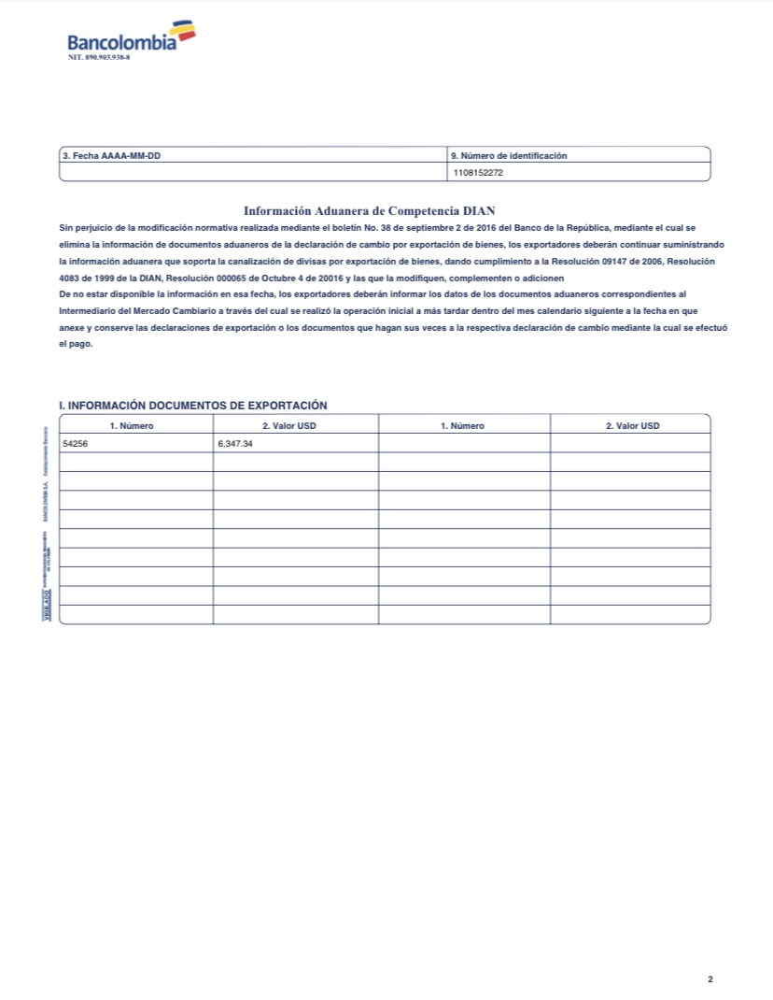 Bancolombia
NIT. 890.903.938-8
3. Fecha AAAA-MM-DD
9. Número de identificación
1108152272
Información Aduanera de Competencia DIAN
Sin perjuicio de la modificación normativa realizada mediante el boletín No. 38 de septiembre 2 de 2016 del Banco de la República, mediante el cual se
elimina la información de documentos aduaneros de la declaración de cambio por exportación de bienes, los exportadores deberán continuar suministrando
la información aduanera que soporta la canalización de divisas por exportación de bienes, dando cumplimiento a la Resolución 09147 de 2006, Resolución
4083 de 1999 de la DIAN, Resolución 000065 de Octubre 4 de 20016 y las que la modifiquen, complementen o adicionen
De no estar disponible la información en esa fecha, los exportadores deberán informar los datos de los documentos aduaneros correspondientes al
Intermediario del Mercado Cambiario a través del cual se realizó la operación inicial a más tardar dentro del mes calendario siguiente a la fecha en que
anexe y conserve las declaraciones de exportación o los documentos que hagan sus veces a la respectiva declaración de cambio mediante la cual se efectuó
el pago.
I. INFORMACIÓN DOCUMENTOS DE EXPORTACIÓN
1. Número 2. Valor USD 1. Número 2. Valor USD
54256 6,347.34
VIGILADO SUPERINTENDENCIA FINANCIERA DE COLOMBIA BANCOLOMBIA S.A. Establecimiento Bancario
2